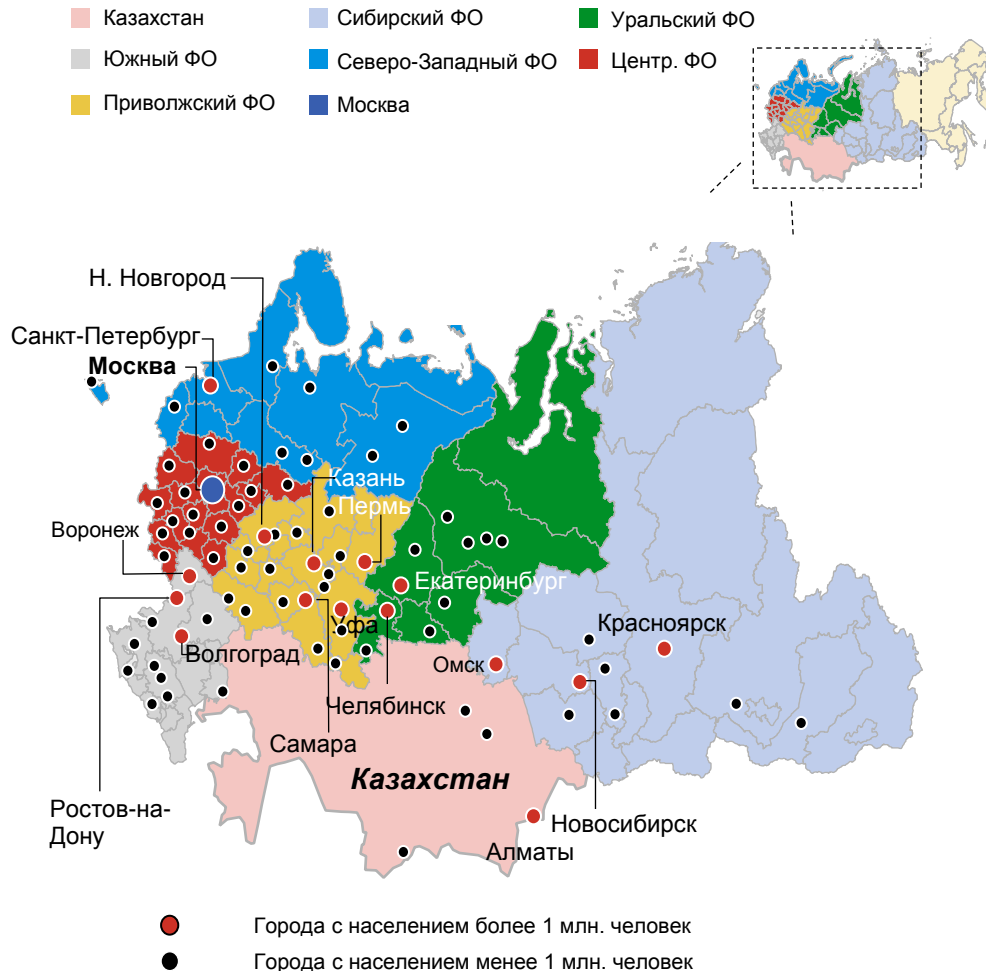 Казахстан
Сибирский ФО
Уральский ФО
Южный ФО
Северо-Западный ФО
Центр. ФО
Приволжский ФО
Москва
Н. Новгород
Санкт-Петербург
Москва
Казань
Пермь
Воронеж
Екатеринбург
Красноярск
Уфа
Волгоград
Омск
Челябинск
Самара
Казахстан
Ростов-на-
Дону
Новосибирск
Алматы
Города с населением более 1 млн. человек
Города с населением менее 1 млн. человек